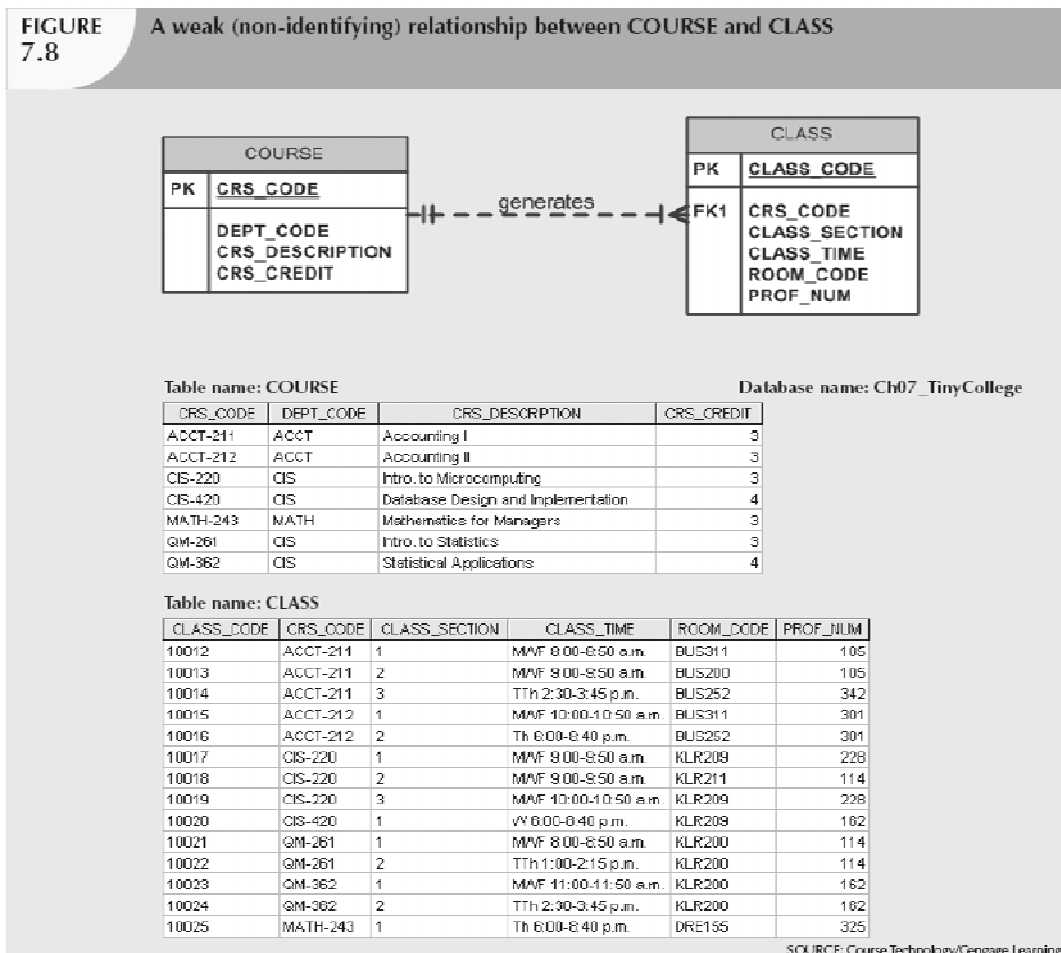 FIGURE 7.8
A weak (non-identifying) relationship between COURSE and CLASS
COURSE
PK CRS_CODE
DEPT_CODE
CRS_DESCRIPTION
CRS_CREDIT
generates
CLASS
PK CLASS_CODE
FK1 CRS_CODE
CLASS_SECTION
CLASS_TIME
ROOM_CODE
PROF_NUM
Table name: COURSE
Database name: Ch07_TinyCollege
CRS_CODE DEPT_CODE CRS_DESCRIPTION CRS_CREDIT
ACCT-211 ACCT Accounting I 3
ACCT-212 ACCT Accounting II 3
CIS-220 CIS Intro. to Microcomputing 3
CIS-420 CIS Database Design and Implementation 4
MATH-243 MATH Mathematics for Managers 3
QM-261 CIS Intro. to Statistics 3
QM-362 CIS Statistical Applications 4
Table name: CLASS
CLASS_CODE CRS_CODE CLASS_SECTION CLASS_TIME ROOM_CODE PROF_NUM
10012 ACCT-211 1 MWF 8:00-8:50 a.m. BUS311 105
10013 ACCT-211 2 MWF 9:00-9:50 a.m. BUS200 105
10014 ACCT-211 3 TTh 2:30-3:45 p.m. BUS252 342
10015 ACCT-212 1 MWF 10:00-10:50 a.m. BUS311 301
10016 ACCT-212 2 Th 6:00-8:40 p.m. BUS252 301
10017 CIS-220 1 MWF 9:00-9:50 a.m. KLR209 228
10018 CIS-220 2 MWF 9:00-9:50 a.m. KLR211 114
10019 CIS-220 3 MWF 10:00-10:50 a.m. KLR209 228
10020 CIS-420 1 W 6:00-8:40 p.m. KLR209 162
10021 QM-261 1 MWF 8:00-8:50 a.m. KLR200 114
10022 QM-261 2 TTh 1:00-2:15 p.m. KLR200 114
10023 QM-362 1 MWF 11:00-11:50 a.m. KLR200 162
10024 QM-362 2 TTh 2:30-3:45 p.m. KLR200 162
10025 MATH-243 1 Th 6:00-8:40 p.m. DRE155 325
SOURCE: Course Technology/Cengage Learning